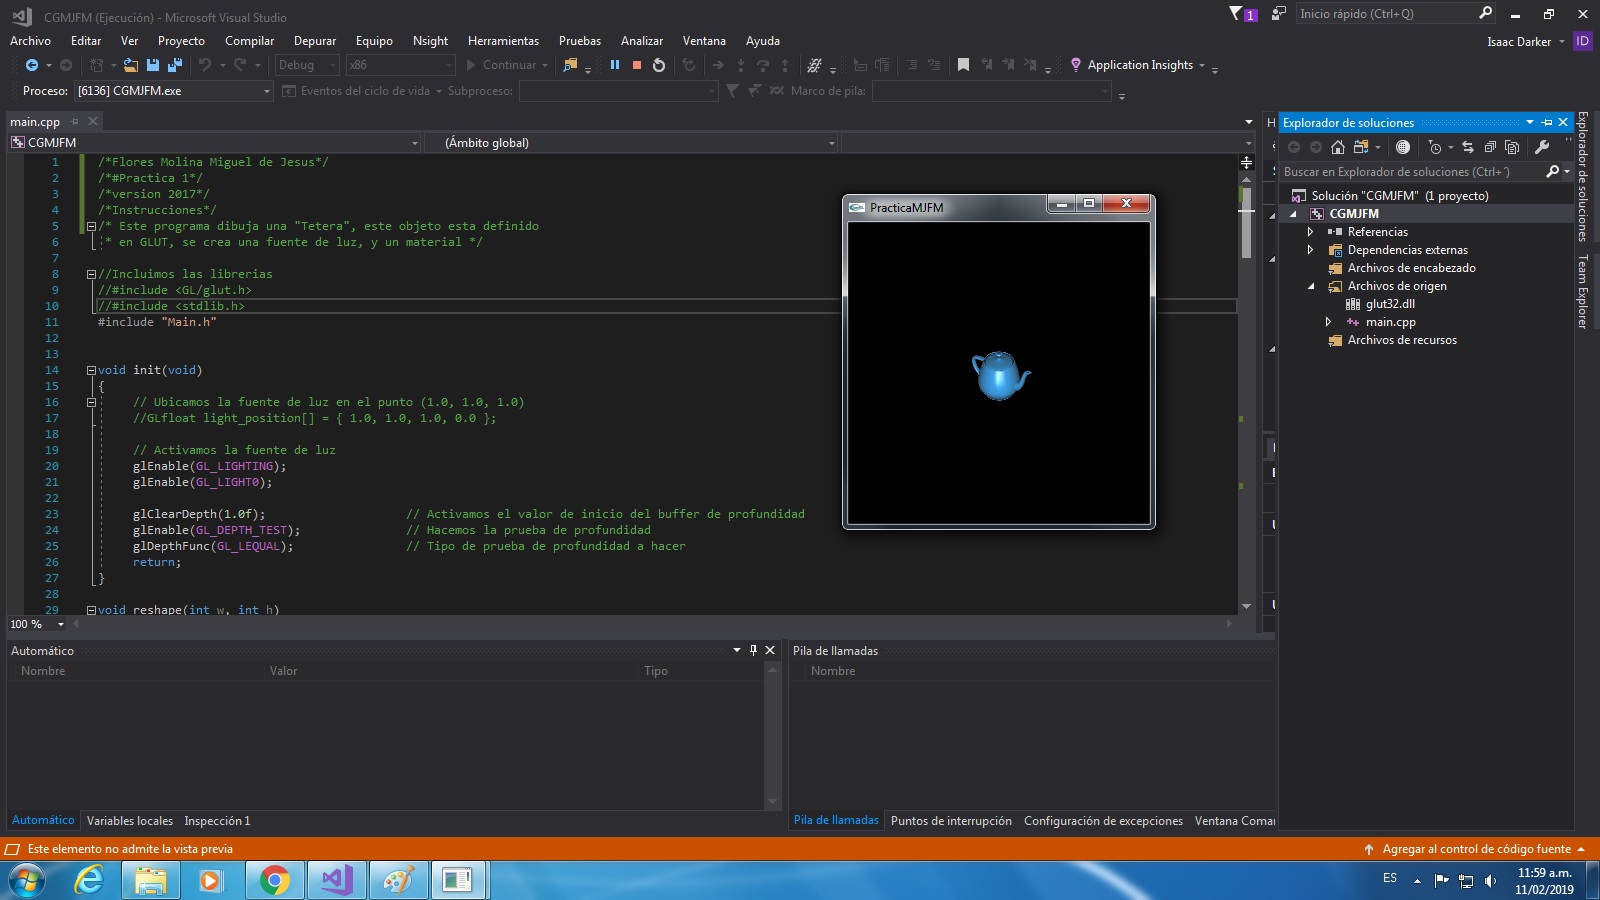 CGMJFM (Ejecución) - Microsoft Visual Studio
1
Inicio rápido (Ctrl+Q)
Archivo Editar Ver Proyecto Compilar Depurar Equipo Nsight Herramientas Pruebas Analizar Ventana Ayuda
Isaac Darker ID
Debug x86 Continuar Application Insights
Proceso: [6136] CGMJFM.exe Eventos del ciclo de vida Subproceso: Marco de pila:
main.cpp
CGMJFM (Ámbito global)
1 /*Flores Molina Miguel de Jesus*/
2 /*#Practica 1*/
3 /*version 2017*/
4 /*Instrucciones*/
5 /* Este programa dibuja una "Tetera", este objeto esta definido
6 * en GLUT, se crea una fuente de luz, y un material */
7
8 //Incluimos las librerias
9 //#include <GL/glut.h>
10 //#include <stdlib.h>
11 #include "Main.h"
12
13
14 void init(void)
15 {
16 // Ubicamos la fuente de luz en el punto (1.0, 1.0, 1.0)
17 //GLfloat light_position[] = { 1.0, 1.0, 1.0, 0.0 };
18
19 // Activamos la fuente de luz
20 glEnable(GL_LIGHTING);
21 glEnable(GL_LIGHT0);
22
23 glClearDepth(1.0f); // Activamos el valor de inicio del buffer de profundidad
24 glEnable(GL_DEPTH_TEST); // Hacemos la prueba de profundidad
25 glDepthFunc(GL_LEQUAL); // Tipo de prueba de profundidad a hacer
26 return;
27 }
28
29 void reshape(int w, int h)
100 %
PracticaMJFM
Explorador de soluciones
Buscar en Explorador de soluciones (Ctrl+´)
Solución "CGMJFM" (1 proyecto)
CGMJFM
Referencias
Dependencias externas
Archivos de encabezado
Archivos de origen
glut32.dll
main.cpp
Archivos de recursos
Explorador de soluciones
Team Explorer
Automático
Nombre Valor Tipo
Automático Variables locales Inspección 1
Pila de llamadas
Nombre
Pila de llamadas Puntos de interrupción Configuración de excepciones Ventana Coma
Este elemento no admite la vista previa
Agregar al control de código fuente
ES
11:59 a.m.
11/02/2019